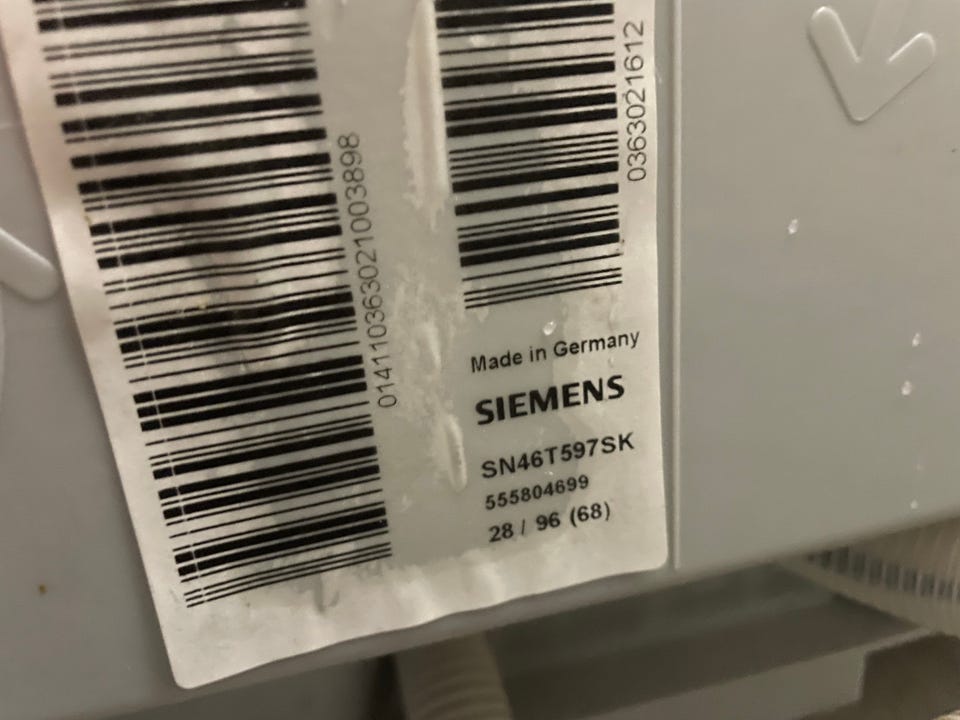 014110363021003898
0363021612
Made in Germany
SIEMENS
SN46T597SK
555804699
28 / 96 (68)